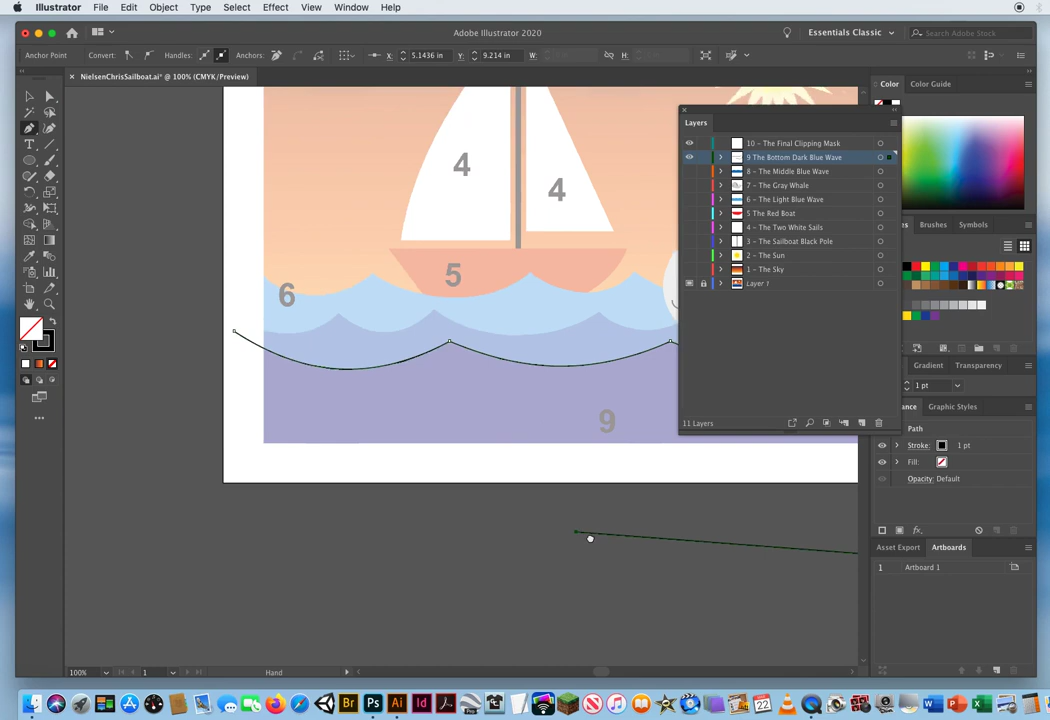 Illustrator File Edit Object Type Select Effect View Window Help
Adobe Illustrator 2020
Essentials Classic
Search Adobe Stock
Anchor Point Convert: Handles: Anchors: X: 5.1436 in Y: 9.214 in W: H:
NielsenChrisSailboat.ai* @ 100% (CMYK/Preview)
Color Color Guide
Layers
10 - The Final Clipping Mask
9 The Bottom Dark Blue Wave
8 - The Middle Blue Wave
7 - The Gray Whale
6 - The Light Blue Wave
5 The Red Boat
4 - The Two White Sails
3 - The Sailboat Black Pole
2 - The Sun
1 - The Sky
Layer 1
11 Layers
4
4
5
6
9
Brushes Symbols
Gradient Transparency
1 pt
Graphic Styles
Path
Stroke: 1 pt
Fill:
Opacity: Default
fx
Asset Export Artboards
1 Artboard 1
100% 1 Hand
Br Ps Ai Id
22
W P X